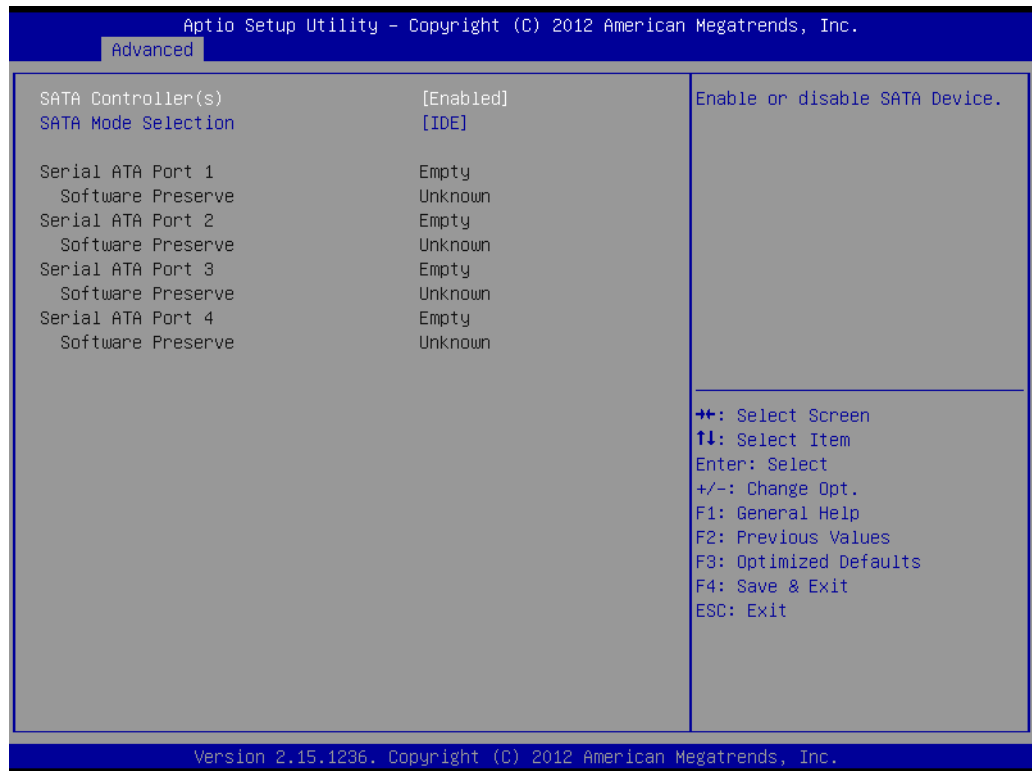 Aptio Setup Utility – Copyright (C) 2012 American Megatrends, Inc.
Advanced
SATA Controller(s) [Enabled]
SATA Mode Selection [IDE]
Serial ATA Port 1 Empty
Software Preserve Unknown
Serial ATA Port 2 Empty
Software Preserve Unknown
Serial ATA Port 3 Empty
Software Preserve Unknown
Serial ATA Port 4 Empty
Software Preserve Unknown
Enable or disable SATA Device.
→←: Select Screen
↑↓: Select Item
Enter: Select
+/-: Change Opt.
F1: General Help
F2: Previous Values
F3: Optimized Defaults
F4: Save & Exit
ESC: Exit
Version 2.15.1236. Copyright (C) 2012 American Megatrends, Inc.